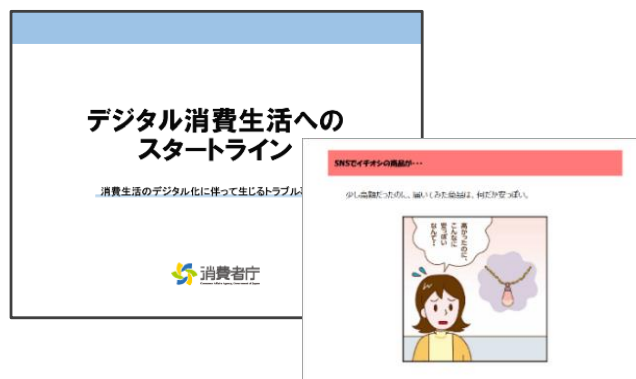 デジタル消費生活への
スタートライン
消費生活のデジタル化に伴って生じるトラブル
消費者庁
SNSでイチオシの商品が・・・
少し高額だったのに、届いてみた商品は、何だか安っぽい。
高かったのに、
こんなに
安っぽい
なんて!